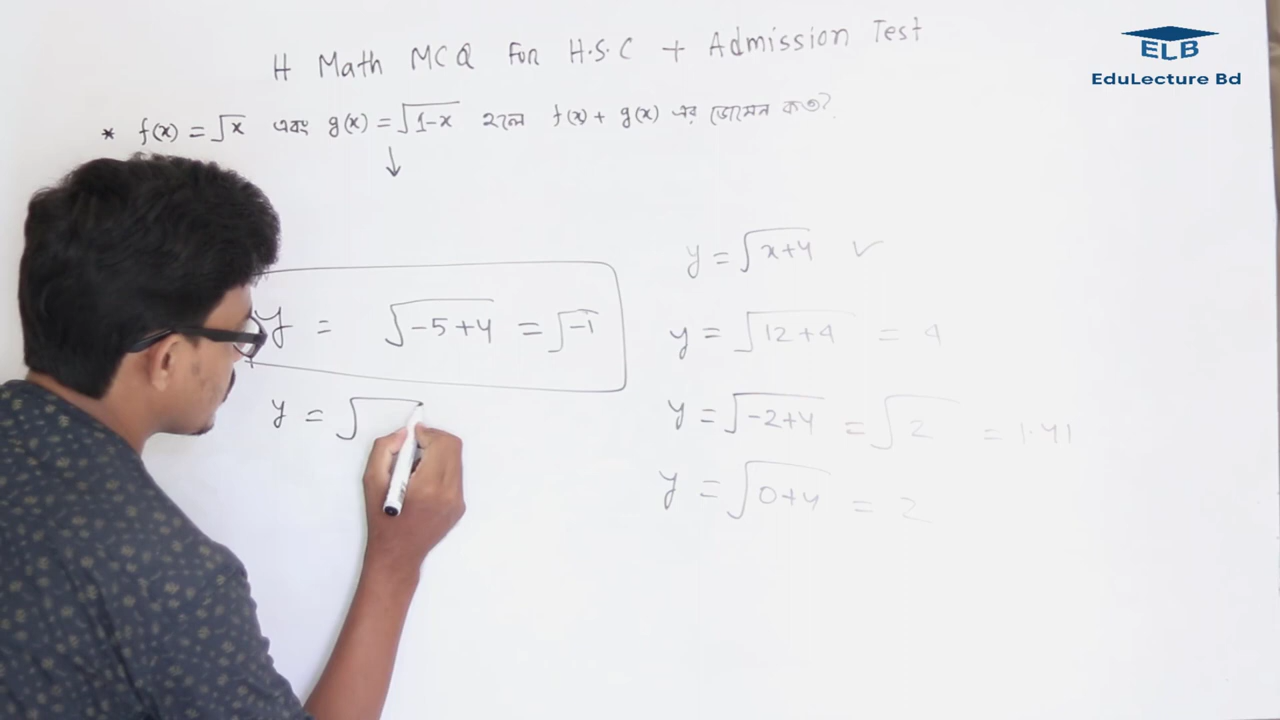 H Math MCQ For H.S.C + Admission Test
ELB
EduLecture Bd
* f(x) = √x এবং g(x) = √1-x হলে f(x) + g(x) এর ডোমেন কত?
↓
y = √x+4 ✓
y = √-5+4 = √-1
y = √12+4 = 4
y = √
y = √-2+4 = √2 = 1.41
y = √0+4 = 2